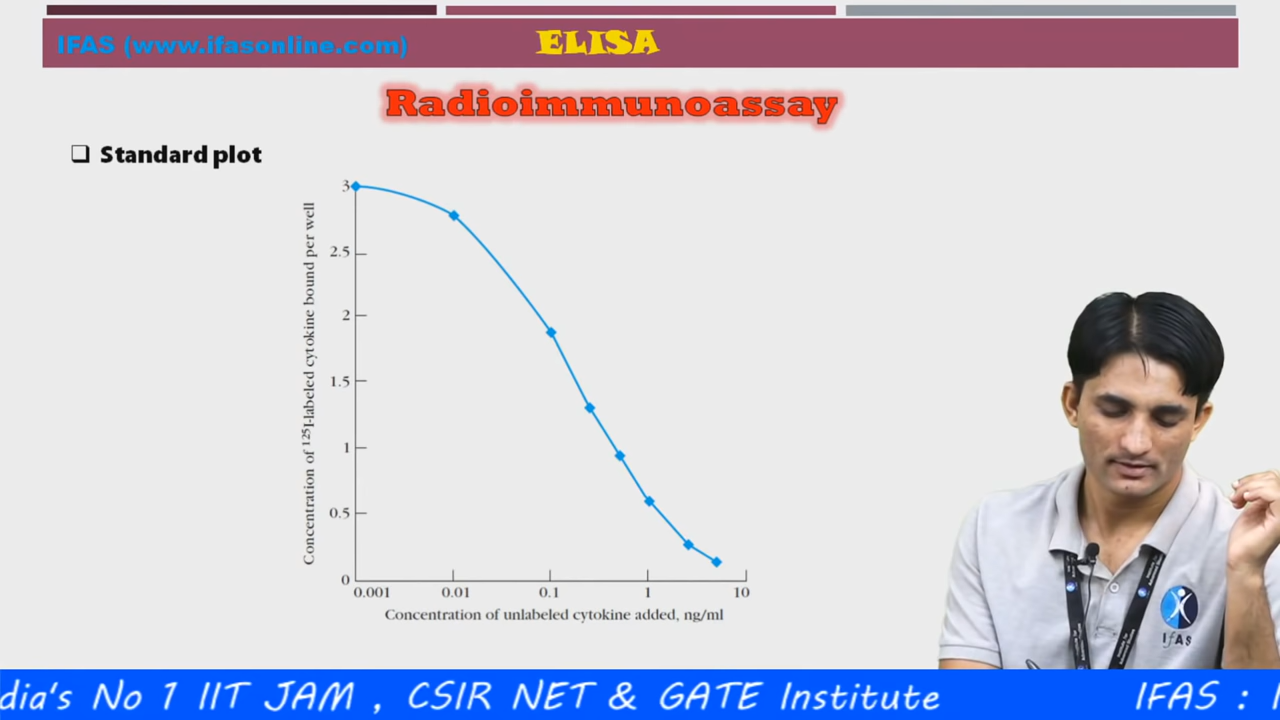 IFAS (www.ifasonline.com)
ELISA
Radioimmunoassay
❑ Standard plot
Concentration of ¹²⁵I-labeled cytokine bound per well
3
2.5
2
1.5
1
0.5
0
0.001 0.01 0.1 1 10
Concentration of unlabeled cytokine added, ng/ml
IfAS
dia's No 1 IIT JAM , CSIR NET & GATE Institute IFAS :